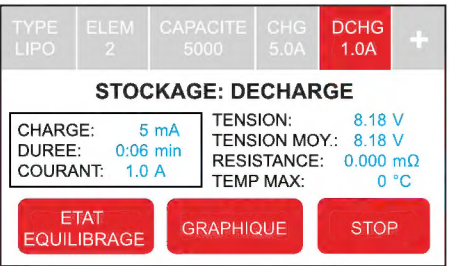 TYPE LIPO ELEM 2 CAPACITE 5000 CHG 5.0A DCHG 1.0A +
STOCKAGE: DECHARGE
CHARGE: 5 mA
DUREE: 0:06 min
COURANT: 1.0 A
TENSION: 8.18 V
TENSION MOY.: 8.18 V
RESISTANCE: 0.000 mΩ
TEMP MAX: 0 °C
ETAT
EQUILIBRAGE
GRAPHIQUE
STOP